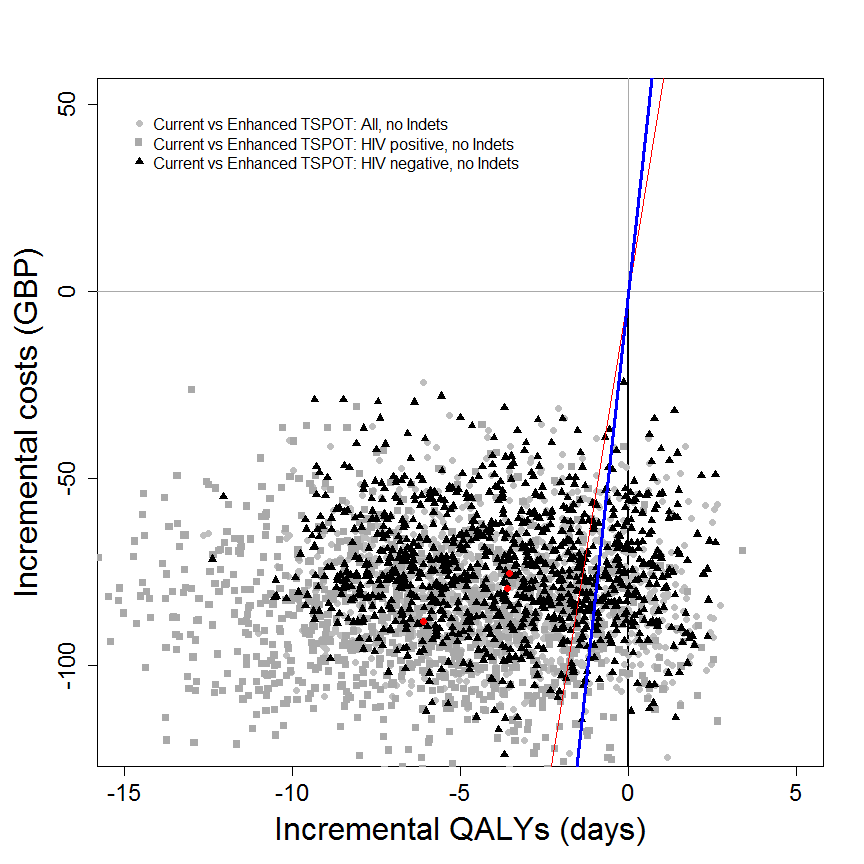 50
0
-50
-100
Current vs Enhanced TSPOT: All, no Indets
Current vs Enhanced TSPOT: HIV positive, no Indets
Current vs Enhanced TSPOT: HIV negative, no Indets
Incremental costs (GBP)
-15 -10 -5 0 5
Incremental QALYs (days)